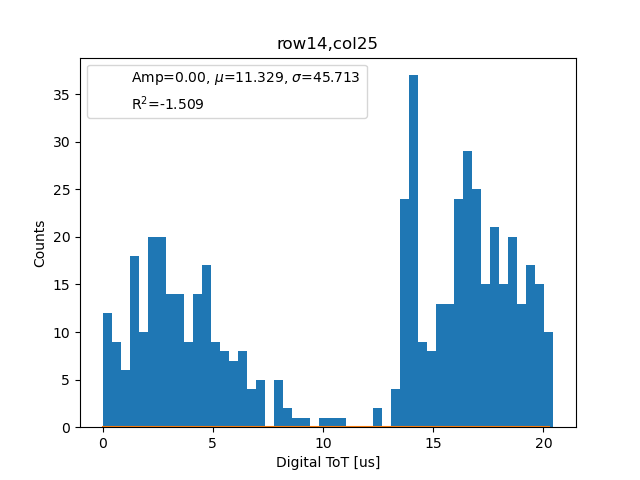 row14,col25
Amp=0.00, μ=11.329, σ=45.713
R²=-1.509
35
30
25
20
15
10
5
0
Counts
0 5 10 15 20
Digital ToT [us]